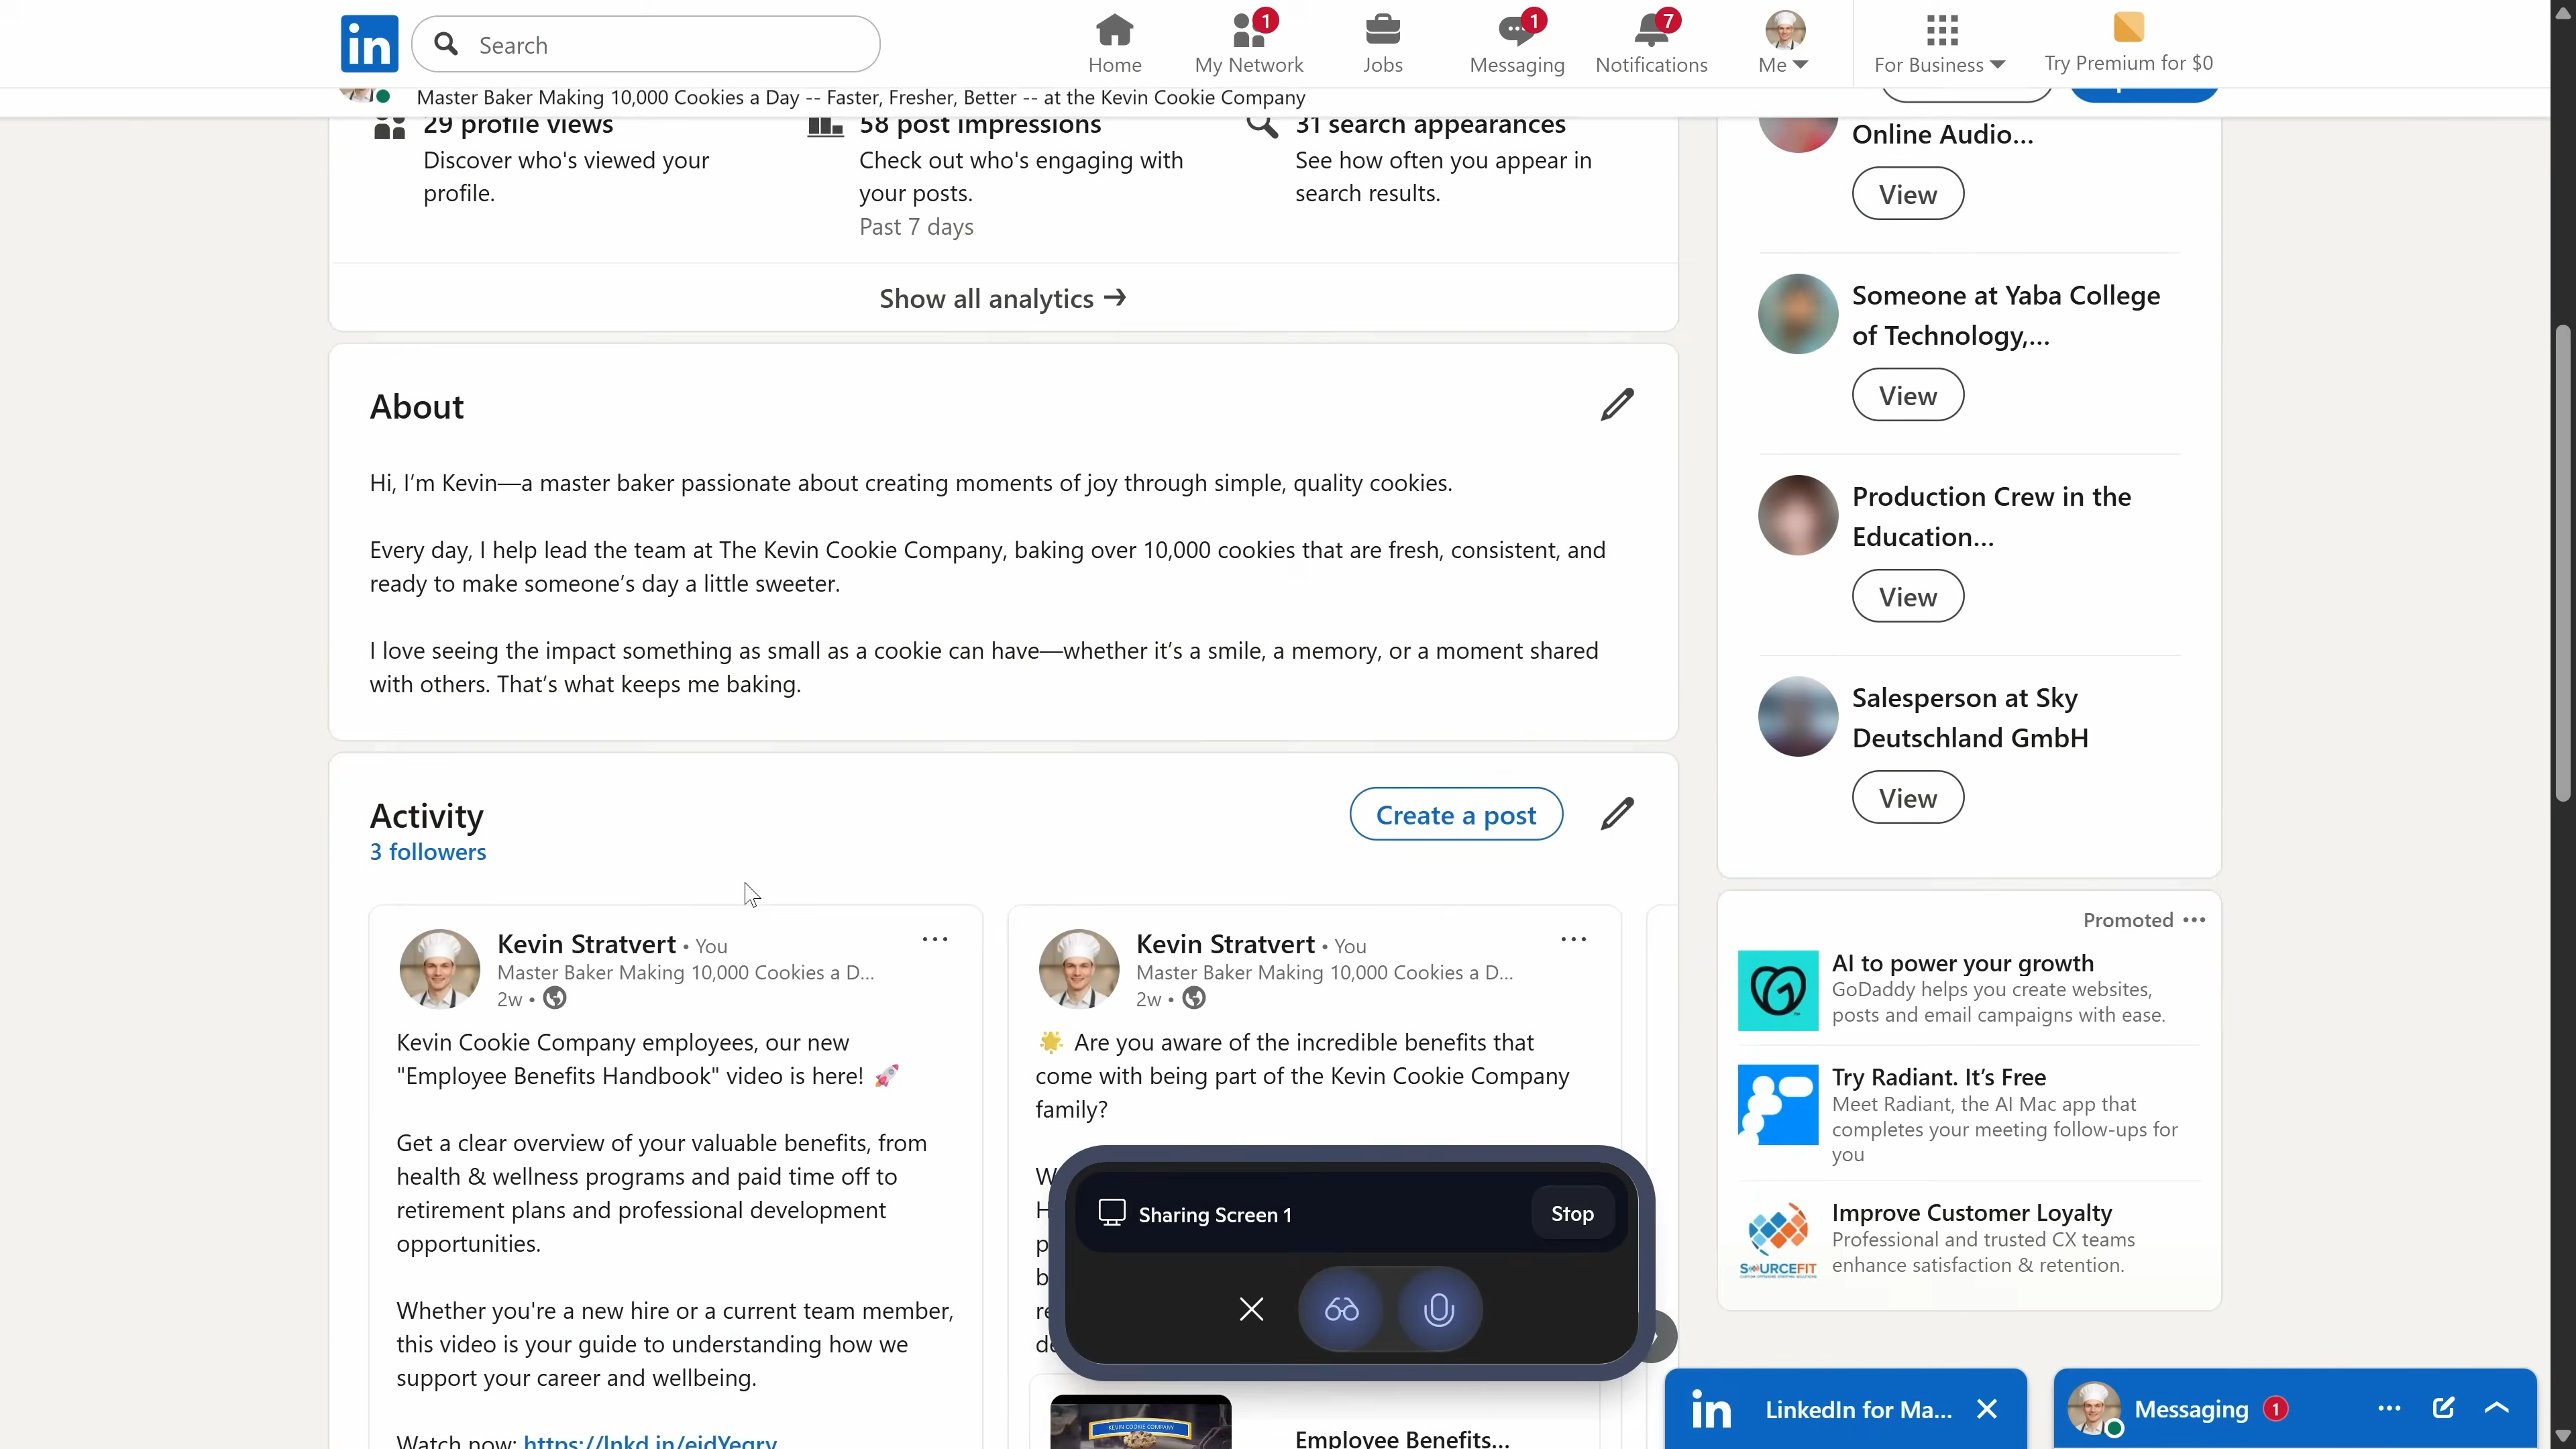 in
Search
1
1
7
Home
My Network
Jobs
Messaging
Notifications
Me
For Business
Try Premium for $0
Master Baker Making 10,000 Cookies a Day -- Faster, Fresher, Better -- at the Kevin Cookie Company
29 profile views
Discover who's viewed your
profile.
58 post impressions
Check out who's engaging with
your posts.
Past 7 days
31 search appearances
See how often you appear in
search results.
Show all analytics →
About
Hi, I’m Kevin—a master baker passionate about creating moments of joy through simple, quality cookies.
Every day, I help lead the team at The Kevin Cookie Company, baking over 10,000 cookies that are fresh, consistent, and
ready to make someone’s day a little sweeter.
I love seeing the impact something as small as a cookie can have—whether it’s a smile, a memory, or a moment shared
with others. That’s what keeps me baking.
Activity
3 followers
Create a post
Kevin Stratvert • You
Master Baker Making 10,000 Cookies a D...
2w •
Kevin Cookie Company employees, our new
"Employee Benefits Handbook" video is here! 🚀
Get a clear overview of your valuable benefits, from
health & wellness programs and paid time off to
retirement plans and professional development
opportunities.
Whether you're a new hire or a current team member,
this video is your guide to understanding how we
support your career and wellbeing.
Watch now: https://lnkd.in/eidYegry
Kevin Stratvert • You
Master Baker Making 10,000 Cookies a D...
2w •
🌟 Are you aware of the incredible benefits that
come with being part of the Kevin Cookie Company
family?
KEVIN COOKIE COMPANY
Employee Benefits...
Sharing Screen 1
Stop
Online Audio...
View
Someone at Yaba College
of Technology,...
View
Production Crew in the
Education...
View
Salesperson at Sky
Deutschland GmbH
View
Promoted
AI to power your growth
GoDaddy helps you create websites,
posts and email campaigns with ease.
Try Radiant. It’s Free
Meet Radiant, the AI Mac app that
completes your meeting follow-ups for
you
SOURCEFIT
Improve Customer Loyalty
Professional and trusted CX teams
enhance satisfaction & retention.
in
LinkedIn for Ma...
Messaging
1